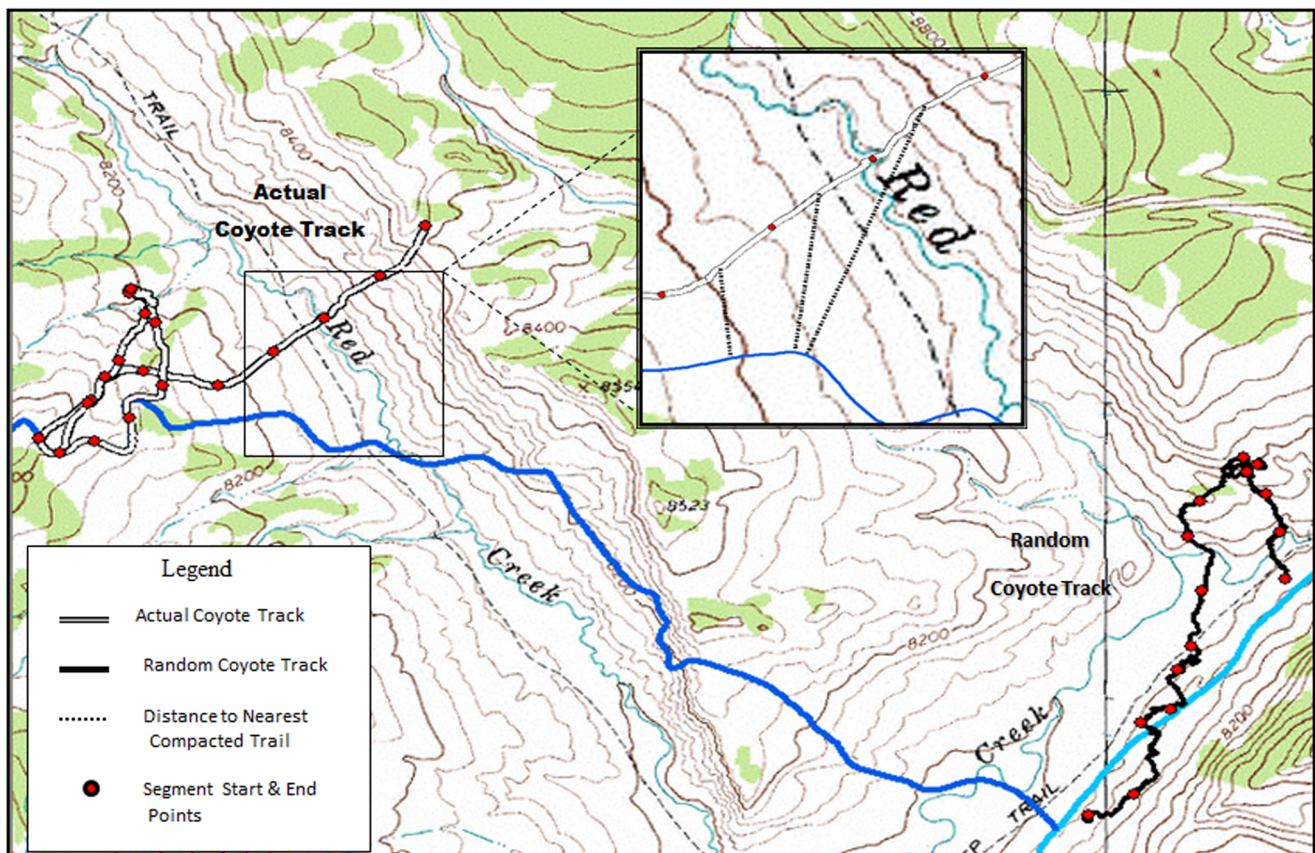 8800
TRAIL
8400
8200
Actual
Coyote Track
Red
Red
8400
8200
8523
Creek
Random
Coyote Track
8200
Creek
8200
TRAIL
Legend
Actual Coyote Track
Random Coyote Track
Distance to Nearest
Compacted Trail
Segment Start & End
Points